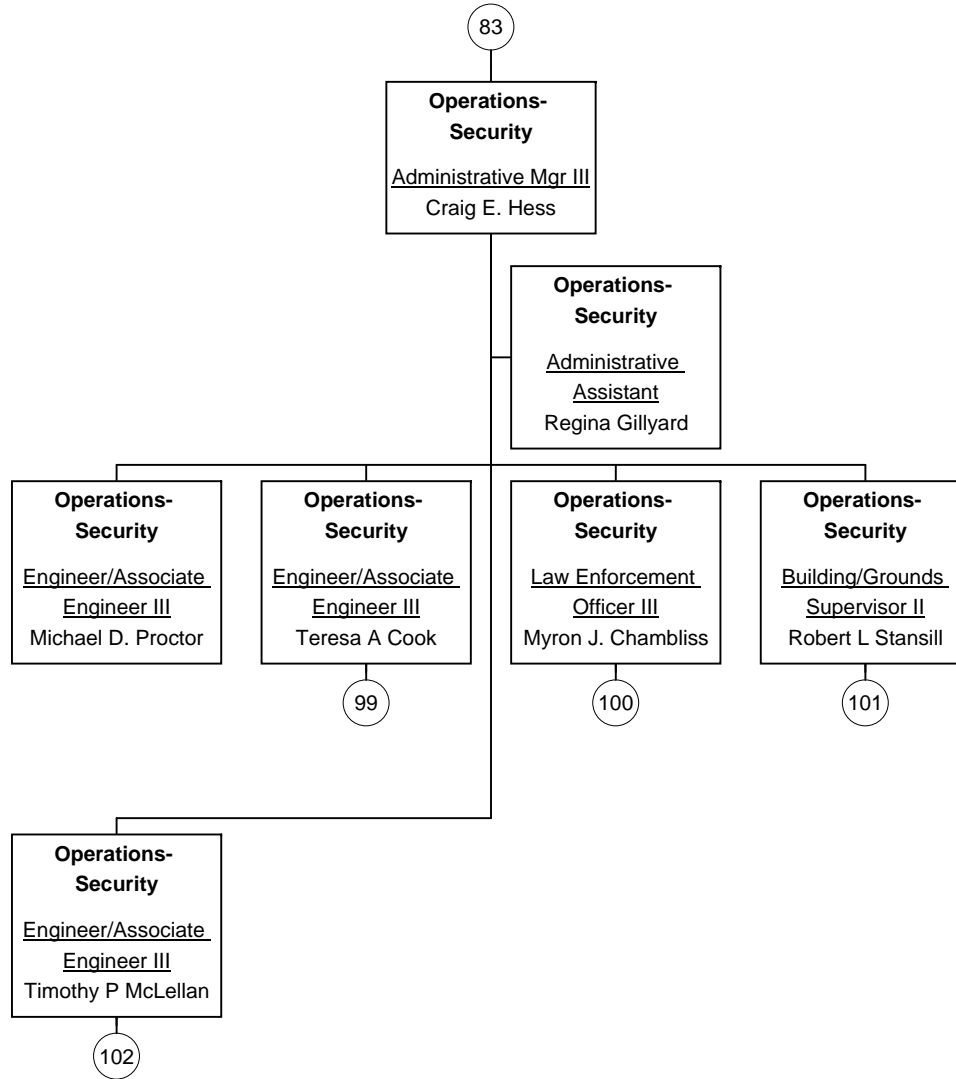 83
Operations-
Security
Administrative Mgr III
Craig E. Hess
Operations-
Security
Administrative
Assistant
Regina Gillyard
Operations-
Security
Engineer/Associate
Engineer III
Michael D. Proctor
Operations-
Security
Engineer/Associate
Engineer III
Teresa A Cook
99
Operations-
Security
Law Enforcement
Officer III
Myron J. Chambliss
100
Operations-
Security
Building/Grounds
Supervisor II
Robert L Stansill
101
Operations-
Security
Engineer/Associate
Engineer III
Timothy P McLellan
102